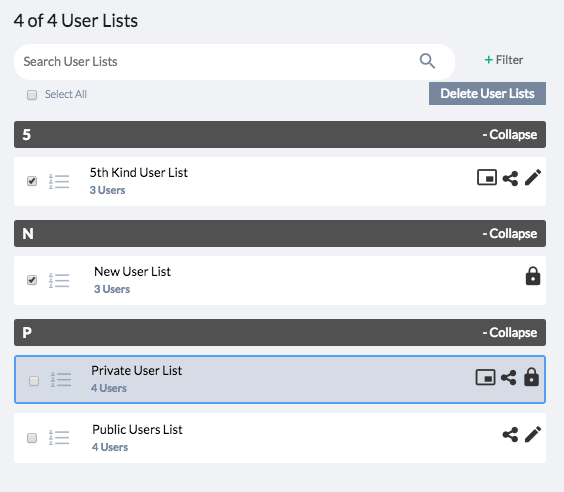 4 of 4 User Lists
Search User Lists
+ Filter
Select All
Delete User Lists
5
- Collapse
5th Kind User List
3 Users
N
- Collapse
New User List
3 Users
P
- Collapse
Private User List
4 Users
Public Users List
4 Users